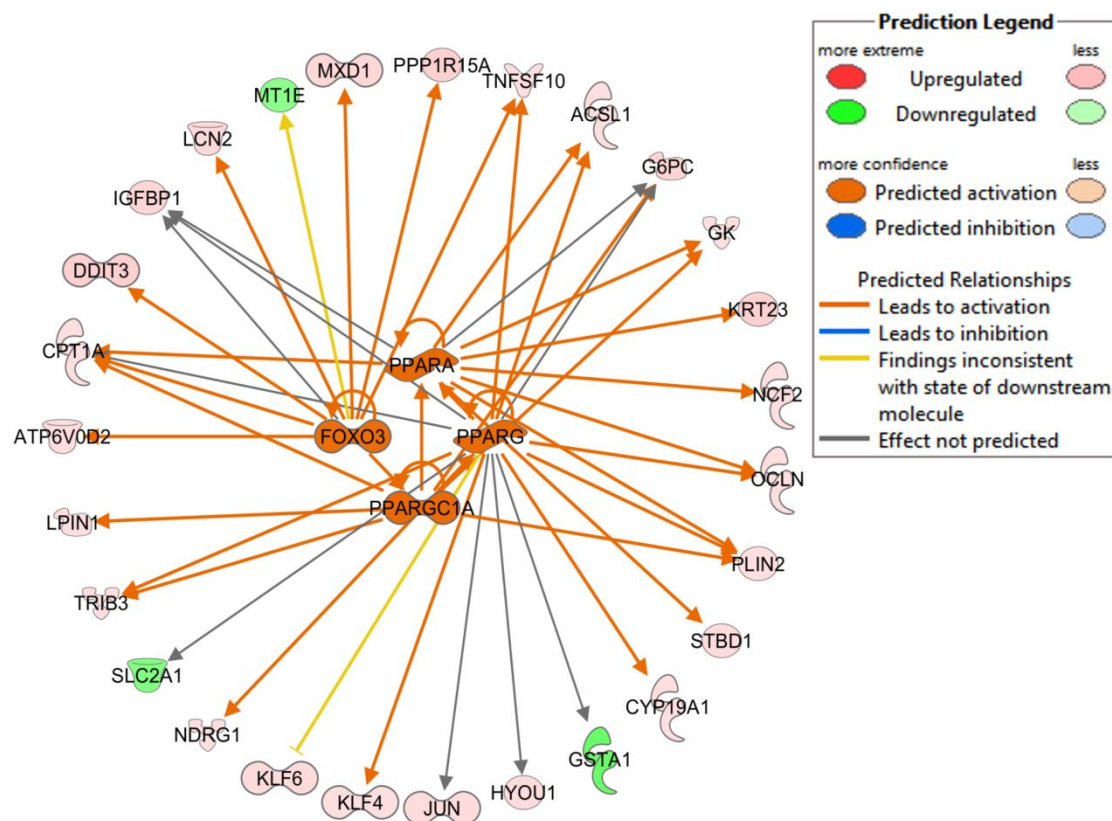 MXD1
PPP1R15A
TNFSF10
MT1E
ACSL1
LCN2
G6PC
IGFBP1
GK
DDIT3
KRT23
CPT1A
PPARA
NCF2
ATP6V0D2
FOXO3
PPARG
OCLN
PPARGC1A
LPIN1
PLIN2
TRIB3
STBD1
SLC2A1
CYP19A1
NDRG1
GSTA1
KLF6
HYOU1
KLF4
JUN
Prediction Legend
more extreme less
Upregulated
Downregulated
more confidence less
Predicted activation
Predicted inhibition
Predicted Relationships
Leads to activation
Leads to inhibition
Findings inconsistent
with state of downstream
molecule
Effect not predicted